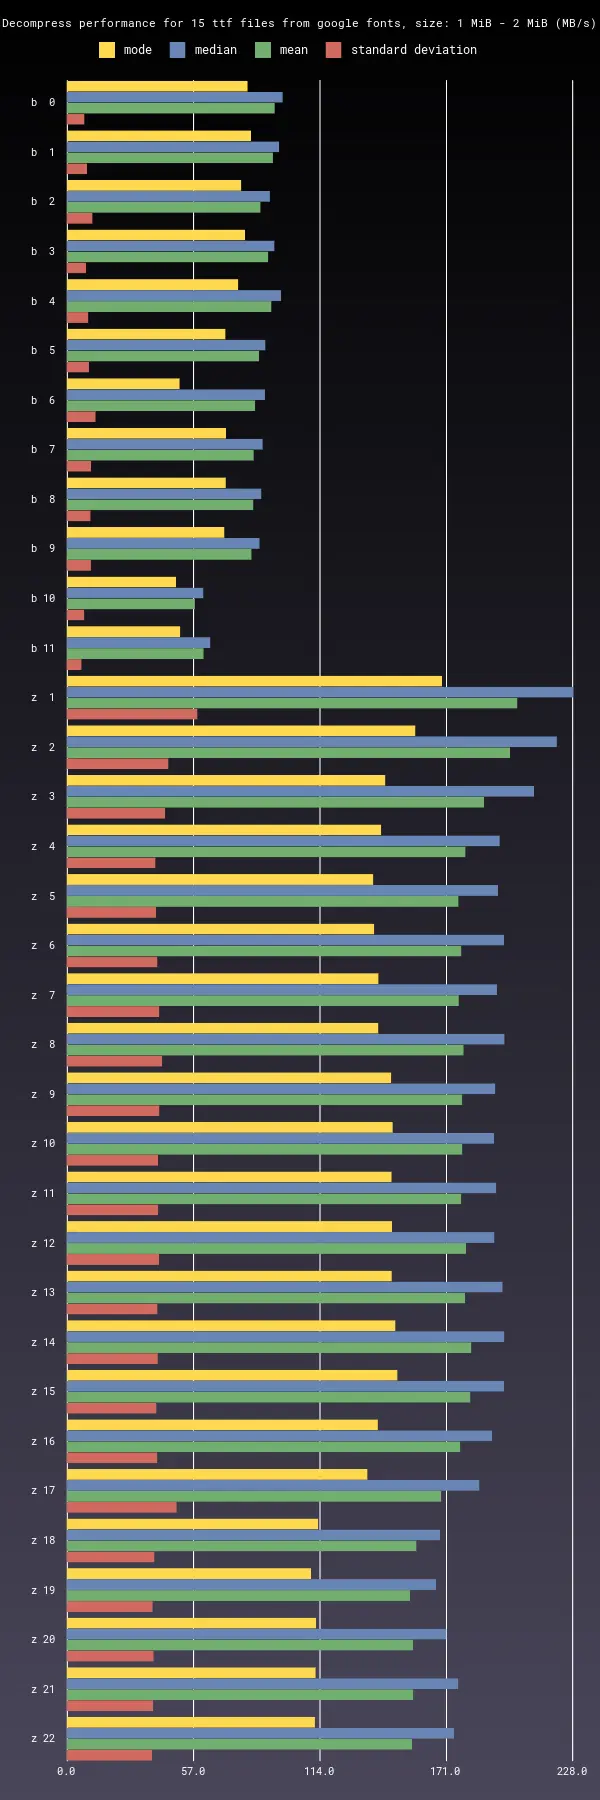 Decompress performance for 15 ttf files from google fonts, size: 1 MiB - 2 MiB (MB/s)
mode median mean standard deviation
b 0
b 1
b 2
b 3
b 4
b 5
b 6
b 7
b 8
b 9
b 10
b 11
z 1
z 2
z 3
z 4
z 5
z 6
z 7
z 8
z 9
z 10
z 11
z 12
z 13
z 14
z 15
z 16
z 17
z 18
z 19
z 20
z 21
z 22
0.0 57.0 114.0 171.0 228.0